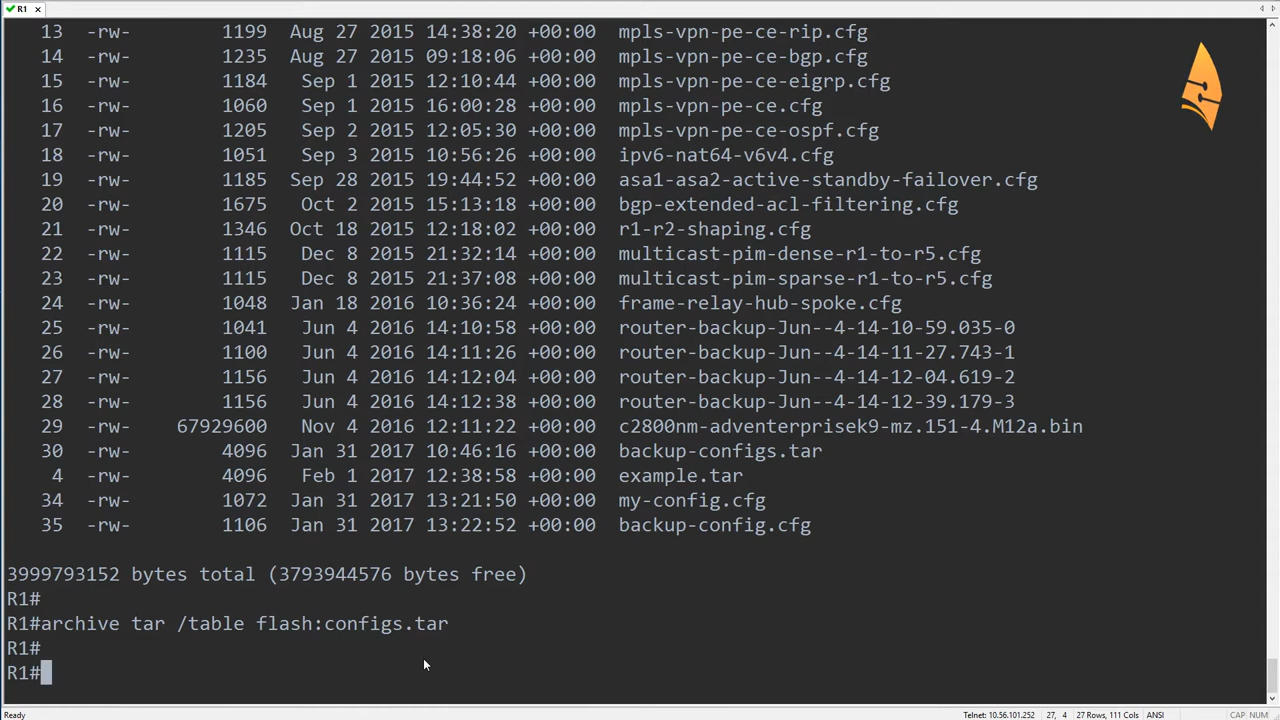 R1
13 -rw- 1199 Aug 27 2015 14:38:20 +00:00 mpls-vpn-pe-ce-rip.cfg
14 -rw- 1235 Aug 27 2015 09:18:06 +00:00 mpls-vpn-pe-ce-bgp.cfg
15 -rw- 1184 Sep 1 2015 12:10:44 +00:00 mpls-vpn-pe-ce-eigrp.cfg
16 -rw- 1060 Sep 1 2015 16:00:28 +00:00 mpls-vpn-pe-ce.cfg
17 -rw- 1205 Sep 2 2015 12:05:30 +00:00 mpls-vpn-pe-ce-ospf.cfg
18 -rw- 1051 Sep 3 2015 10:56:26 +00:00 ipv6-nat64-v6v4.cfg
19 -rw- 1185 Sep 28 2015 19:44:52 +00:00 asa1-asa2-active-standby-failover.cfg
20 -rw- 1675 Oct 2 2015 15:13:18 +00:00 bgp-extended-acl-filtering.cfg
21 -rw- 1346 Oct 18 2015 12:18:02 +00:00 r1-r2-shaping.cfg
22 -rw- 1115 Dec 8 2015 21:32:14 +00:00 multicast-pim-dense-r1-to-r5.cfg
23 -rw- 1115 Dec 8 2015 21:37:08 +00:00 multicast-pim-sparse-r1-to-r5.cfg
24 -rw- 1048 Jan 18 2016 10:36:24 +00:00 frame-relay-hub-spoke.cfg
25 -rw- 1041 Jun 4 2016 14:10:58 +00:00 router-backup-Jun--4-14-10-59.035-0
26 -rw- 1100 Jun 4 2016 14:11:26 +00:00 router-backup-Jun--4-14-11-27.743-1
27 -rw- 1156 Jun 4 2016 14:12:04 +00:00 router-backup-Jun--4-14-12-04.619-2
28 -rw- 1156 Jun 4 2016 14:12:38 +00:00 router-backup-Jun--4-14-12-39.179-3
29 -rw- 67929600 Nov 4 2016 12:11:22 +00:00 c2800nm-adventerprisek9-mz.151-4.M12a.bin
30 -rw- 4096 Jan 31 2017 10:46:16 +00:00 backup-configs.tar
4 -rw- 4096 Feb 1 2017 12:38:58 +00:00 example.tar
34 -rw- 1072 Jan 31 2017 13:21:50 +00:00 my-config.cfg
35 -rw- 1106 Jan 31 2017 13:22:52 +00:00 backup-config.cfg
3999793152 bytes total (3793944576 bytes free)
R1#
R1#archive tar /table flash:configs.tar
R1#
R1#
Ready Telnet: 10.56.101.252 27, 4 27 Rows, 111 Cols ANSI CAP NUM